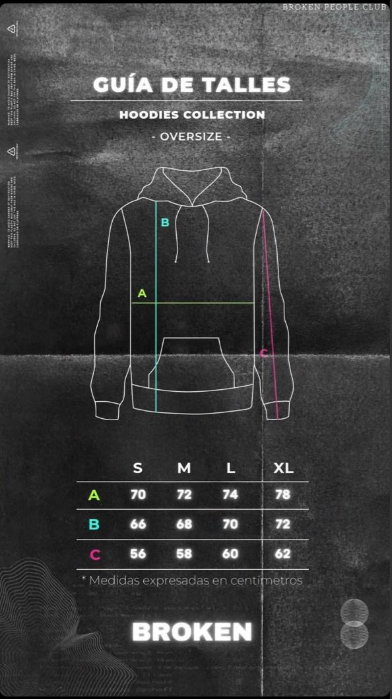 BROKEN PEOPLE CLUB
GUÍA DE TALLES
HOODIES COLLECTION
- OVERSIZE -
B
A
C
S M L XL
A 70 72 74 78
B 66 68 70 72
C 56 58 60 62
* Medidas expresadas en centímetros
BROKEN